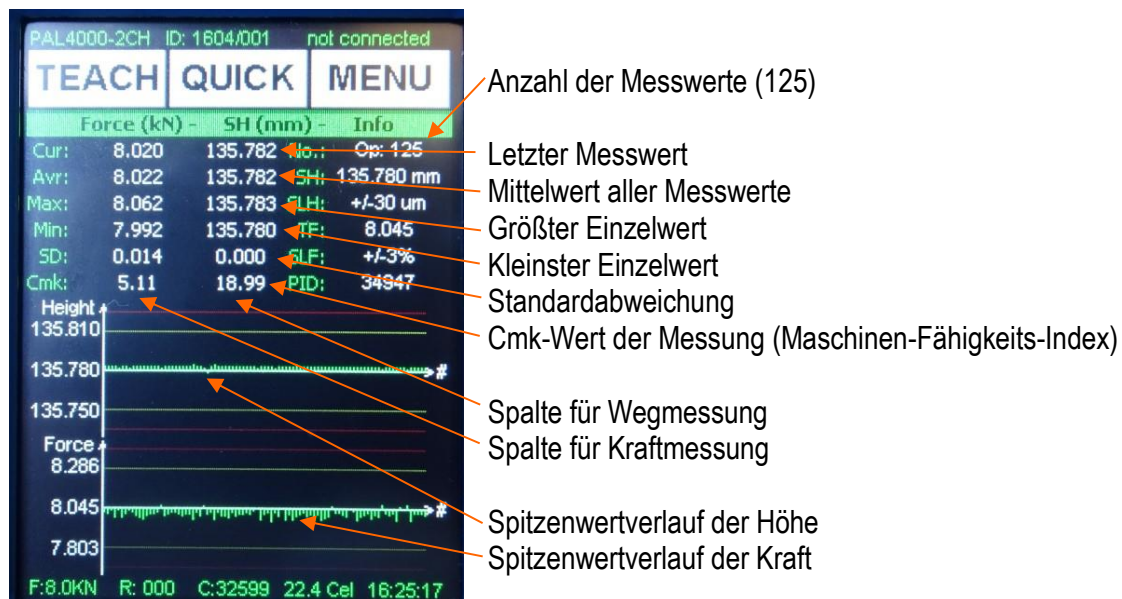 PAL4000-2CH ID: 1604/001 not connected
TEACH QUICK MENU
Force (kN) - SH (mm) - Info
Cur: 8.020 135.782 No.: Op: 125
Avr: 8.022 135.782 SH: 135.780 mm
Max: 8.062 135.783 SLH: +/-30 um
Min: 7.992 135.780 TF: 8.045
SD: 0.014 0.000 SLF: +/-3%
Cmk: 5.11 18.99 PID: 34947
Height
135.810
135.780 #
135.750
Force
8.286
8.045 #
7.803
F:8.0KN R: 000 C:32599 22.4 Cel 16:25:17
Anzahl der Messwerte (125)
Letzter Messwert
Mittelwert aller Messwerte
Größter Einzelwert
Kleinster Einzelwert
Standardabweichung
Cmk-Wert der Messung (Maschinen-Fähigkeits-Index)
Spalte für Wegmessung
Spalte für Kraftmessung
Spitzenwertverlauf der Höhe
Spitzenwertverlauf der Kraft